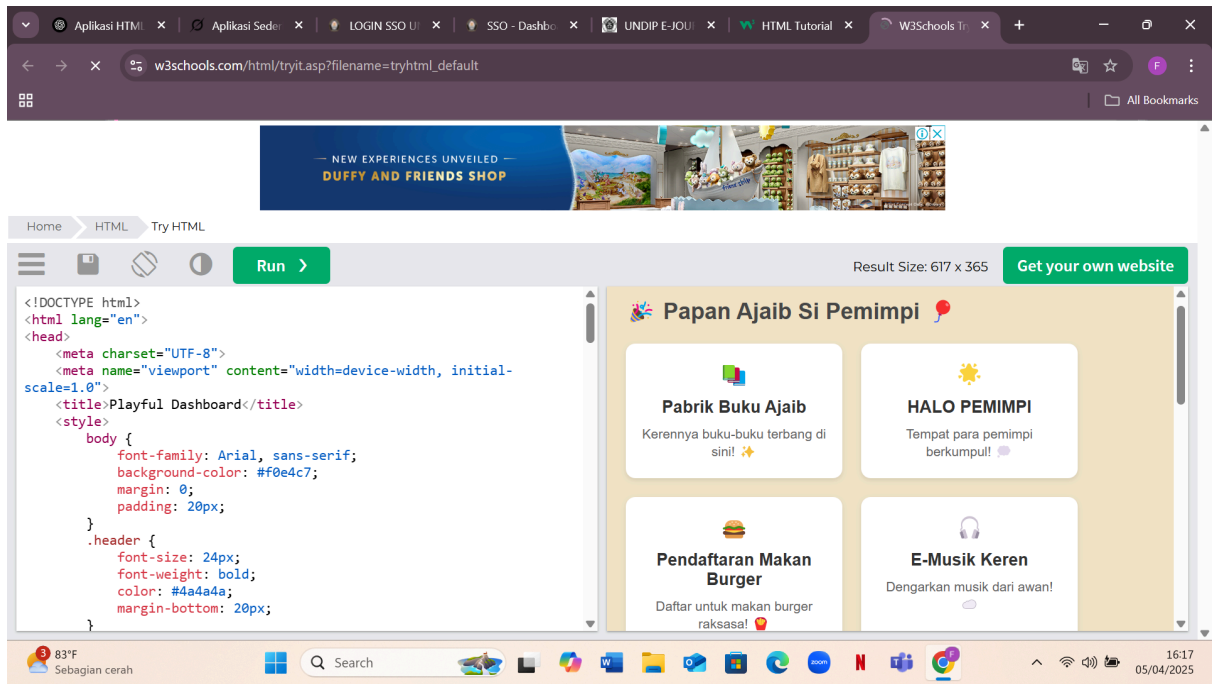 Aplikasi HTML
Aplikasi Seder
LOGIN SSO U
SSO - Dashbo
UNDIP E-JOU
HTML Tutorial
W3Schools Tr
w3schools.com/html/tryit.asp?filename=tryhtml_default
F
All Bookmarks
NEW EXPERIENCES UNVEILED
DUFFY AND FRIENDS SHOP
Home
HTML
Try HTML
Run ❯
Result Size: 617 x 365
Get your own website
<!DOCTYPE html>
<html lang="en">
<head>
<meta charset="UTF-8">
<meta name="viewport" content="width=device-width, initial-
scale=1.0">
<title>Playful Dashboard</title>
<style>
body {
font-family: Arial, sans-serif;
background-color: #f0e4c7;
margin: 0;
padding: 20px;
}
.header {
font-size: 24px;
font-weight: bold;
color: #4a4a4a;
margin-bottom: 20px;
}
🎉 Papan Ajaib Si Pemimpi 🎈
Pabrik Buku Ajaib
Kerennya buku-buku terbang di
sini! ✨
HALO PEMIMPI
Tempat para pemimpi
berkumpul! 💭
Pendaftaran Makan
Burger
Daftar untuk makan burger
raksasa! 🍟
E-Musik Keren
Dengarkan musik dari awan!
☁️
3
83°F
Sebagian cerah
Search
zoom
F
16:17
05/04/2025